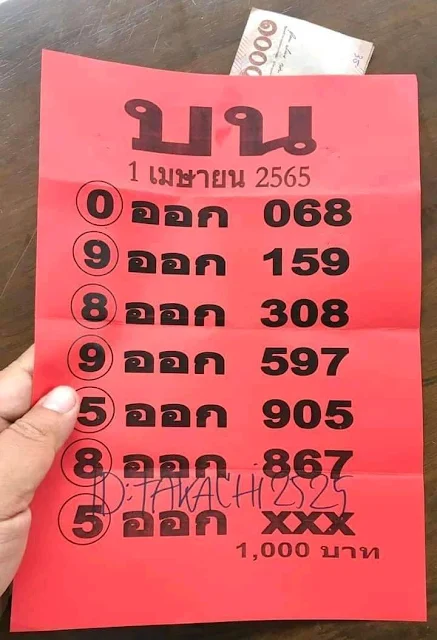 บน
1 เมษายน 2565
0 ออก 068
9 ออก 159
8 ออก 308
9 ออก 597
5 ออก 905
8 ออก 867
ID:TAKACHI2525
5 ออก XXX
1,000 บาท